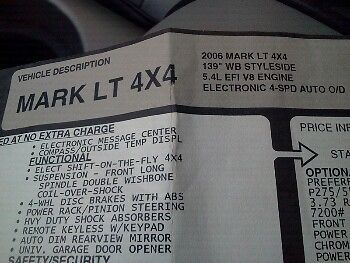 VEHICLE DESCRIPTION
MARK LT 4X4
2006 MARK LT 4X4
139" WB STYLESIDE
5.4L EFI V8 ENGINE
ELECTRONIC 4-SPD AUTO O/D
ED AT NO EXTRA CHARGE
• ELECTRONIC MESSAGE CENTER
• COMPASS/OUTSIDE TEMP DISPL
FUNCTIONAL
• ELECT SHIFT-ON-THE-FLY 4X4
• SUSPENSION - FRONT LONG
SPINDLE DOUBLE WISHBONE
COIL-OVER-SHOCK
• 4-WHL DISC BRAKES WITH ABS
• POWER RACK/PINION STEERING
• HVY DUTY SHOCK ABSORBERS
• REMOTE KEYLESS W/KEYPAD
• AUTO DIM REARVIEW MIRROR
• UNIV. GARAGE DOOR OPENER
SAFETY/SECURITY
PRICE INF
STA
OPTION
PREFERR
P275/5
3.73 R
7200#
FRONT
POWER
CHROM